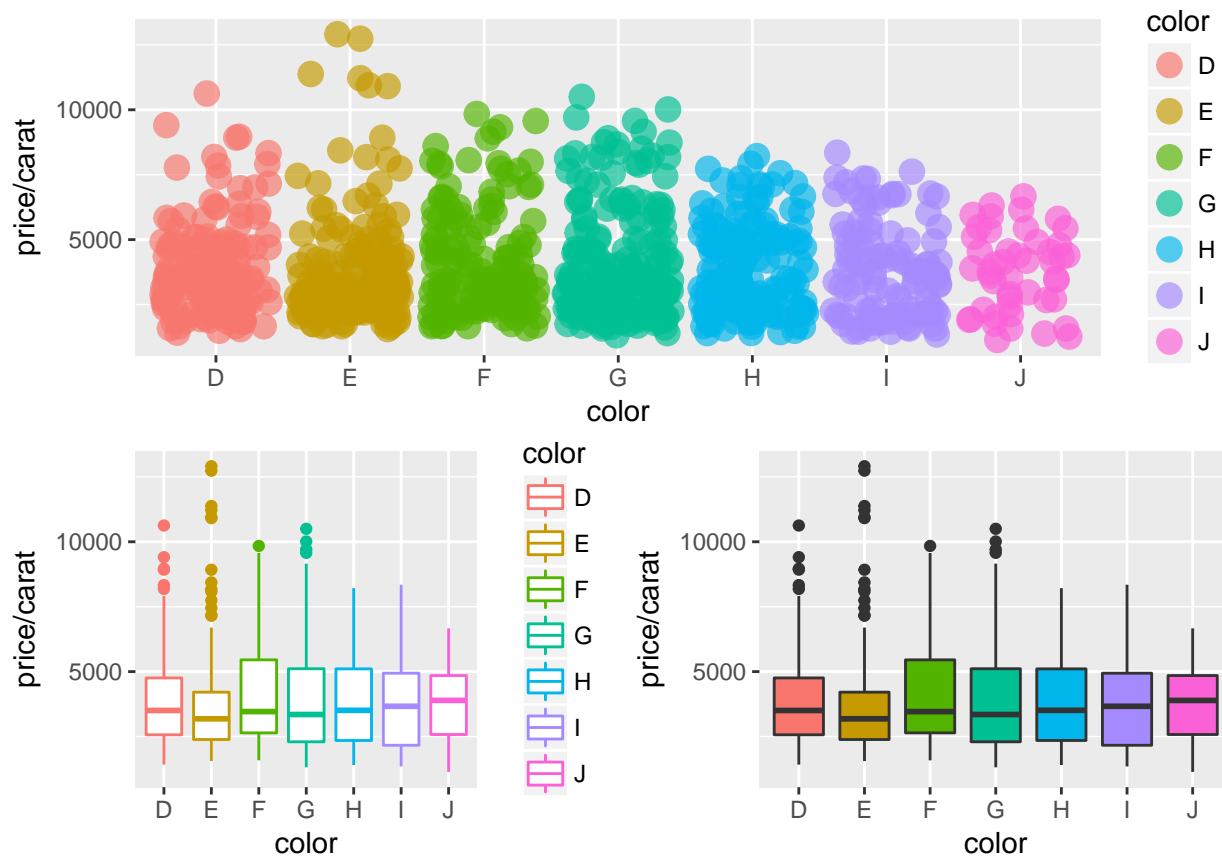 price/carat
10000
5000
D E F G H I J
color
color
D
E
F
G
H
I
J
price/carat
10000
5000
D E F G H I J
color
color
D
E
F
G
H
I
J
price/carat
10000
5000
D E F G H I J
color